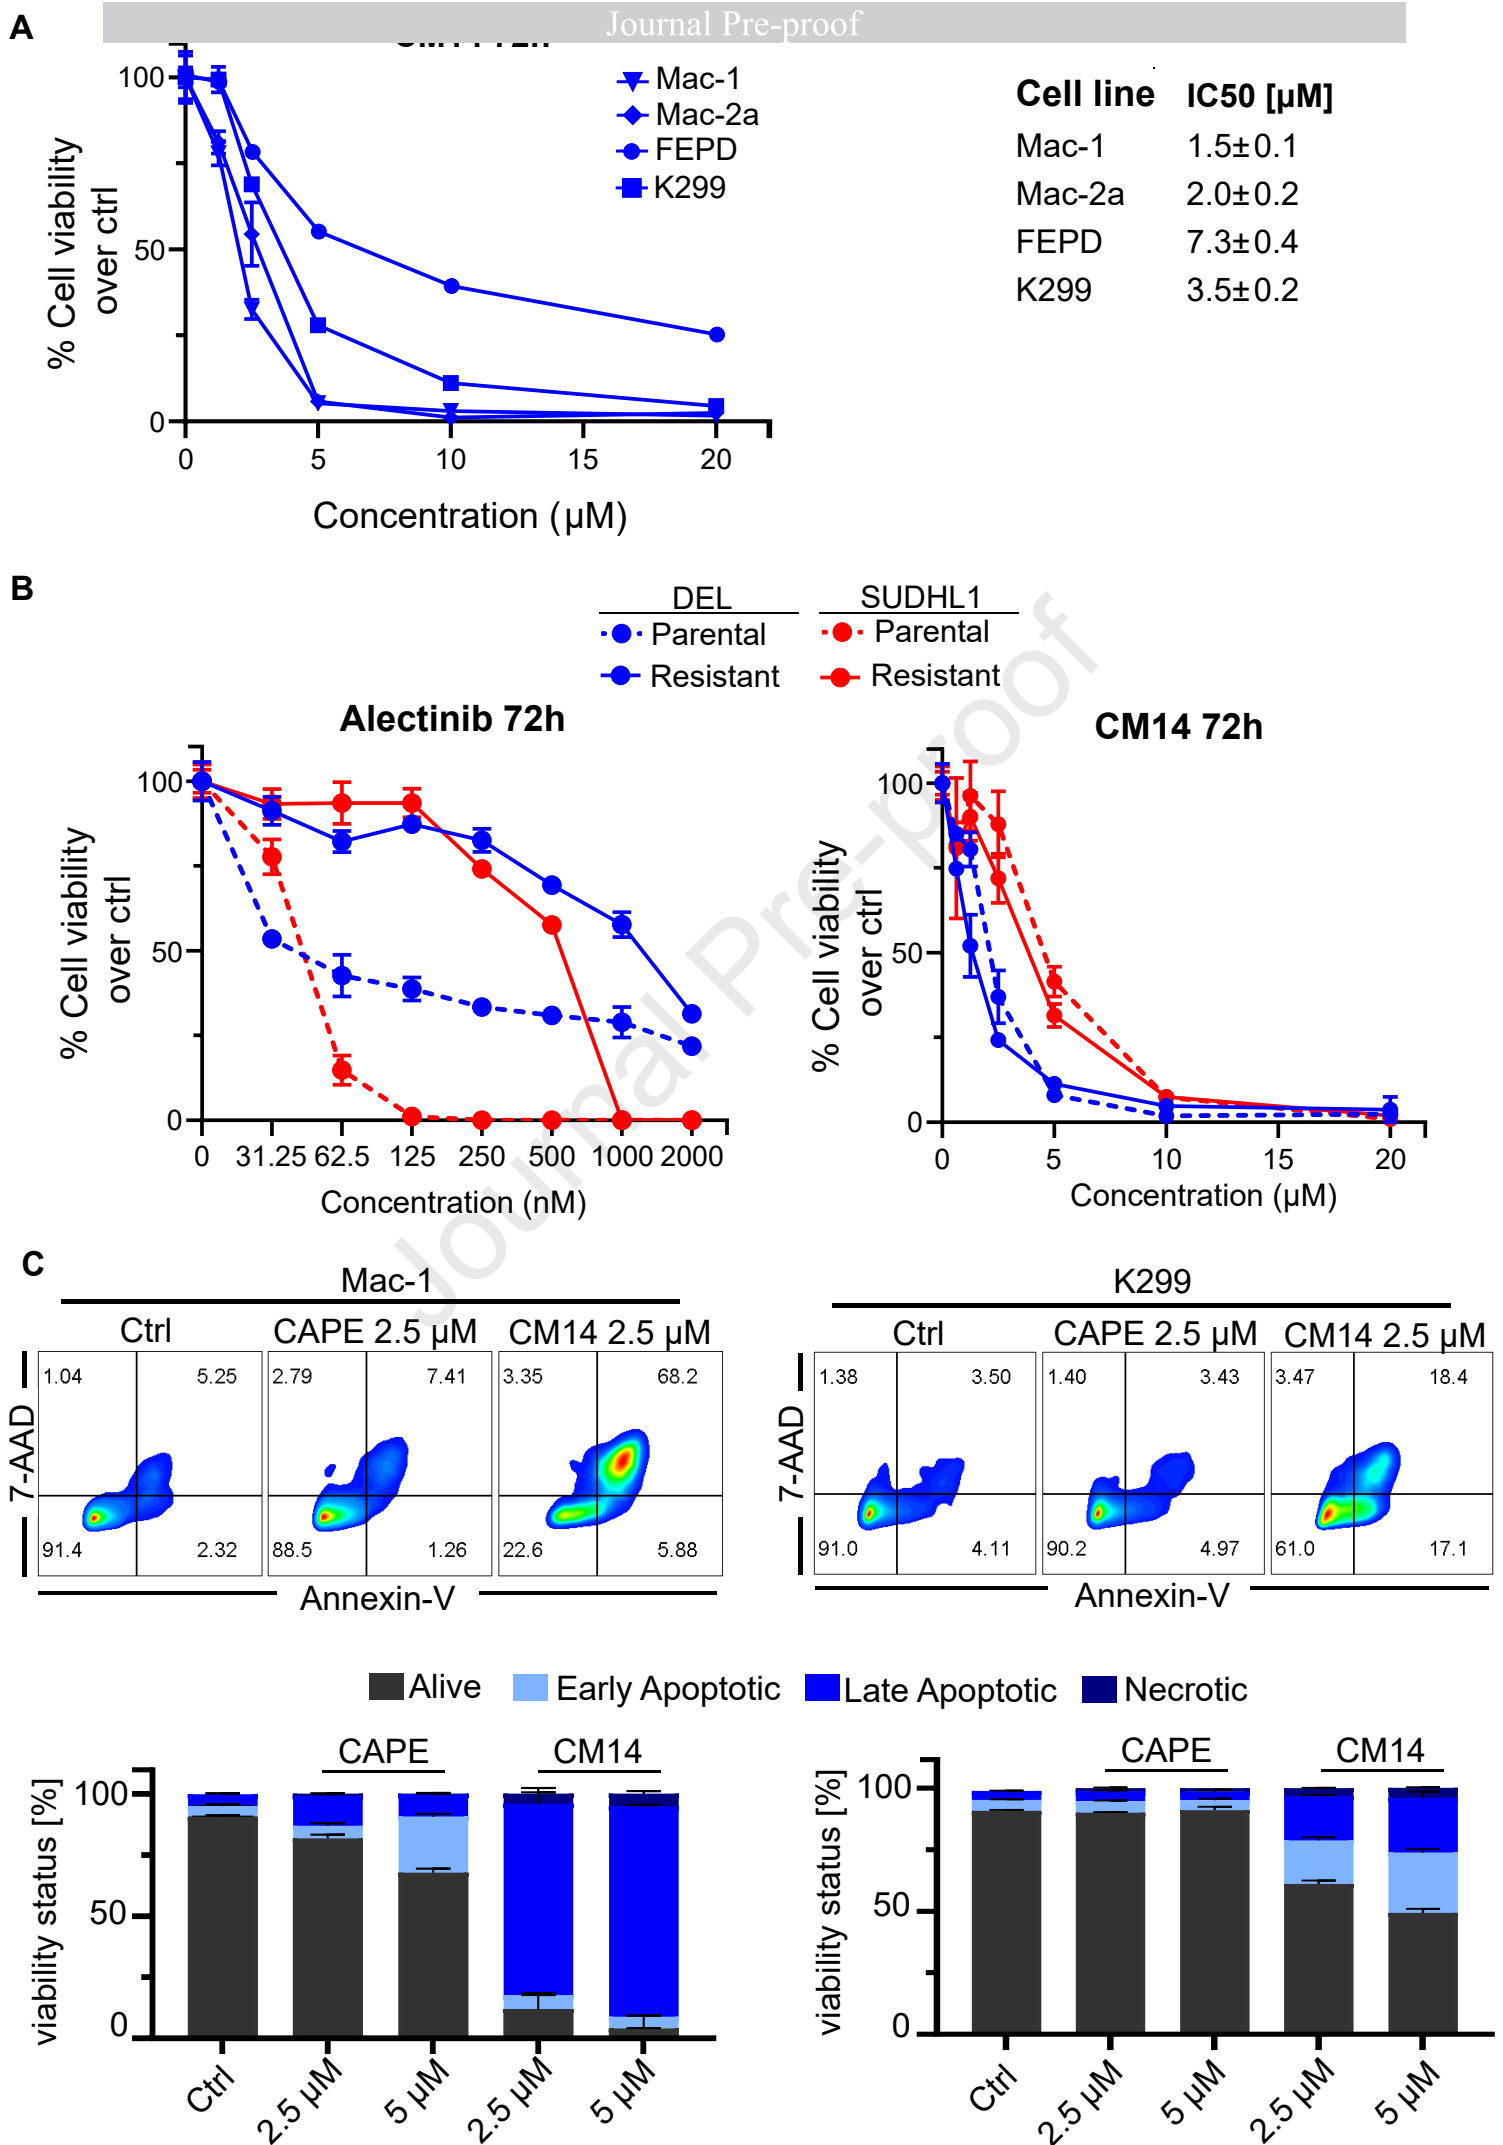 Journal Pre-proof
A
CM14 72h
100
50
0
0 5 10 15 20
% Cell viability
over ctrl
Concentration (µM)
Mac-1
Mac-2a
FEPD
K299
Cell line IC50 [µM]
Mac-1 1.5±0.1
Mac-2a 2.0±0.2
FEPD 7.3±0.4
K299 3.5±0.2
B
DEL SUDHL1
Parental Parental
Resistant Resistant
Alectinib 72h
100
50
0
0 31.25 62.5 125 250 500 1000 2000
% Cell viability
over ctrl
Concentration (nM)
CM14 72h
100
50
0
0 5 10 15 20
% Cell viability
over ctrl
Concentration (µM)
Journal Pre-proof
C
Mac-1
Ctrl CAPE 2.5 µM CM14 2.5 µM
1.04 5.25 2.79 7.41 3.35 68.2
91.4 2.32 88.5 1.26 22.6 5.88
7-AAD
Annexin-V
K299
Ctrl CAPE 2.5 µM CM14 2.5 µM
1.38 3.50 1.40 3.43 3.47 18.4
91.0 4.11 90.2 4.97 61.0 17.1
7-AAD
Annexin-V
Alive Early Apoptotic Late Apoptotic Necrotic
CAPE CM14
100
50
0
viability status [%]
Ctrl 2.5 µM 5 µM 2.5 µM 5 µM
CAPE CM14
100
50
0
viability status [%]
Ctrl 2.5 µM 5 µM 2.5 µM 5 µM